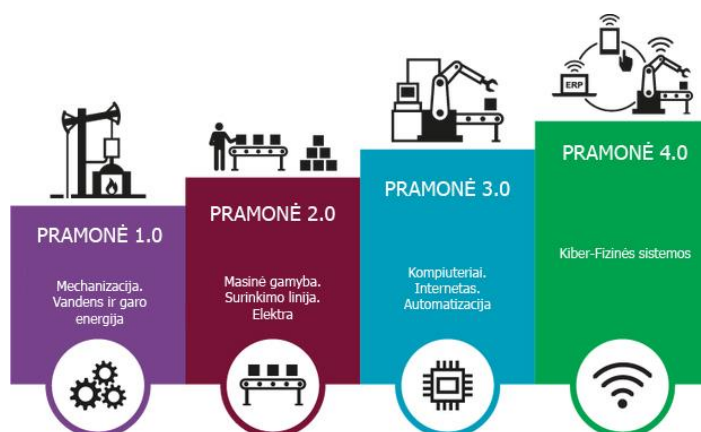 ERP
PRAMONĖ 1.0
Mechanizacija.
Vandens ir garo
energija
PRAMONĖ 2.0
Masinė gamyba.
Surinkimo linija.
Elektra
PRAMONĖ 3.0
Kompiuteriai.
Internetas.
Automatizacija
PRAMONĖ 4.0
Kiber-Fizinės sistemos